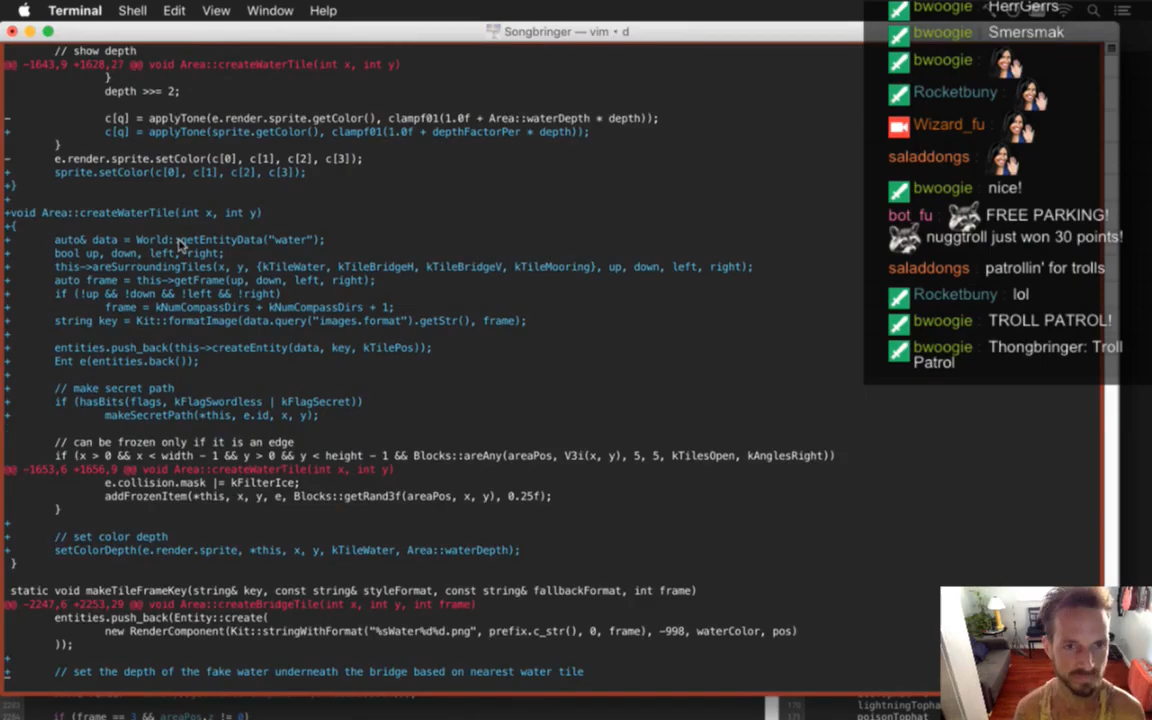 Terminal Shell Edit View Window Help
Songbringer — vim • d
// show depth
@@ -1643,9 +1628,27 @@ void Area::createWaterTile(int x, int y)
}
depth >>= 2;
- c[q] = applyTone(e.render.sprite.getColor(), clampf01(1.0f + Area::waterDepth * depth));
+ c[q] = applyTone(sprite.getColor(), clampf01(1.0f + depthFactorPer * depth));
}
- e.render.sprite.setColor(c[0], c[1], c[2], c[3]);
+ sprite.setColor(c[0], c[1], c[2], c[3]);
+}
+
+void Area::createWaterTile(int x, int y)
+{
+ auto& data = World::getEntityData("water");
+ bool up, down, left, right;
+ this->areSurroundingTiles(x, y, {kTileWater, kTileBridgeH, kTileBridgeV, kTileMooring}, up, down, left, right);
+ auto frame = this->getFrame(up, down, left, right);
+ if (!up && !down && !left && !right)
+ frame = kNumCompassDirs + kNumCompassDirs + 1;
+ string key = Kit::formatImage(data.query("images.format").getStr(), frame);
+
+ entities.push_back(this->createEntity(data, key, kTilePos));
+ Ent e(entities.back());
+
+ // make secret path
+ if (hasBits(flags, kFlagSwordless | kFlagSecret))
+ makeSecretPath(*this, e.id, x, y);
// can be frozen only if it is an edge
if (x > 0 && x < width - 1 && y > 0 && y < height - 1 && Blocks::areAny(areaPos, V3i(x, y), 5, 5, kTilesOpen, kAnglesRight))
@@ -1653,6 +1656,9 @@ void Area::createWaterTile(int x, int y)
e.collision.mask |= kFilterIce;
addFrozenItem(*this, x, y, e, Blocks::getRand3f(areaPos, x, y), 0.25f);
}
+
+ // set color depth
+ setColorDepth(e.render.sprite, *this, x, y, kTileWater, Area::waterDepth);
}
static void makeTileFrameKey(string& key, const string& styleFormat, const string& fallbackFormat, int frame)
@@ -2247,6 +2253,29 @@ void Area::createBridgeTile(int x, int y, int frame)
entities.push_back(Entity::create(
new RenderComponent(Kit::stringWithFormat("%sWater%d%d.png", prefix.c_str(), 0, frame), -998, waterColor, pos)
));
+
+ // set the depth of the fake water underneath the bridge based on nearest water tile
if (frame == 3 && areaPos.z != 0)
171
lightningTophat
poisonTophat
bwoogie HerrGerrs
bwoogie Smersmak
bwoogie
Rocketbuny
Wizard_fu
saladdongs
bwoogie nice!
bot_fu FREE PARKING!
nuggtroll just won 30 points!
saladdongs patrollin' for trolls
Rocketbuny lol
bwoogie TROLL PATROL!
bwoogie Thongbringer: Troll
Patrol